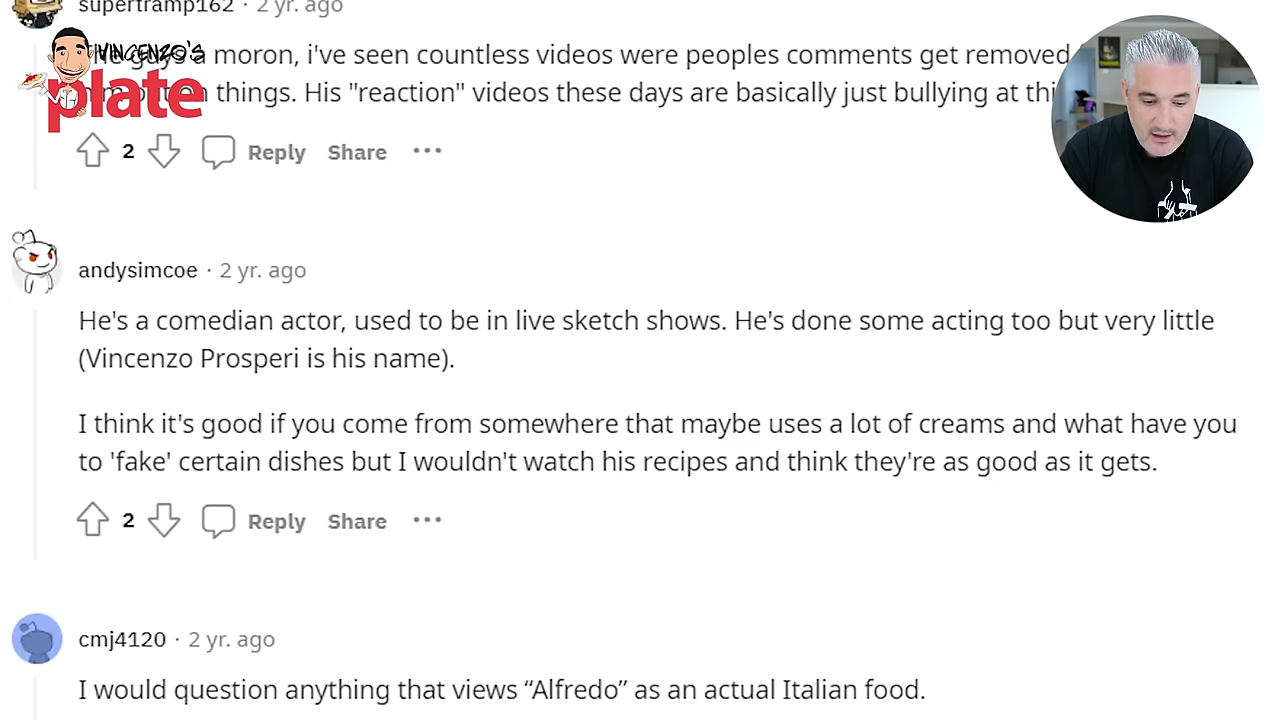 supertramp162 · 2 yr. ago
VINCENZO'S
plate
a moron, i've seen countless videos were peoples comments get removed
things. His "reaction" videos these days are basically just bullying at
2 Reply Share
andysimcoe · 2 yr. ago
He's a comedian actor, used to be in live sketch shows. He's done some acting too but very little
(Vincenzo Prosperi is his name).
I think it's good if you come from somewhere that maybe uses a lot of creams and what have you
to 'fake' certain dishes but I wouldn't watch his recipes and think they're as good as it gets.
2 Reply Share
cmj4120 · 2 yr. ago
I would question anything that views “Alfredo” as an actual Italian food.